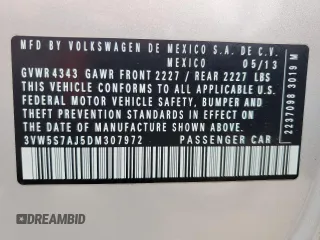 MFD BY VOLKSWAGEN DE MEXICO S.A. DE C.V.
MEXICO 05/13
GVWR 4343 GAWR FRONT 2227 / REAR 2227 LBS
THIS VEHICLE CONFORMS TO ALL APPLICABLE U.S.
FEDERAL MOTOR VEHICLE SAFETY, BUMPER AND
THEFT PREVENTION STANDARDS IN EFFECT
ON THE DATE OF MANUFACTURE SHOWN ABOVE.
3VW5S7AJ5DM307972 PASSENGER CAR
2237098 3019 M
©DREAMBID